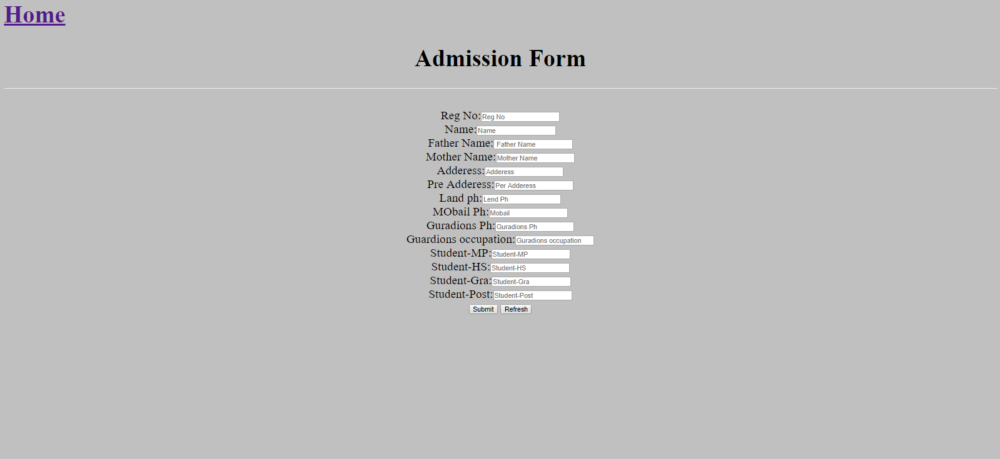 Home
Admission Form
Reg No: Reg No
Name: Name
Father Name: Father Name
Mother Name: Mother Name
Adderess: Adderess
Pre Adderess: Per Adderess
Land ph: Lend Ph
MObail Ph: Mobail
Guradions Ph: Guradions Ph
Guardions occupation: Guradions occupation
Student-MP: Student-MP
Student-HS: Student-HS
Student-Gra: Student-Gra
Student-Post: Student-Post
Submit Refresh